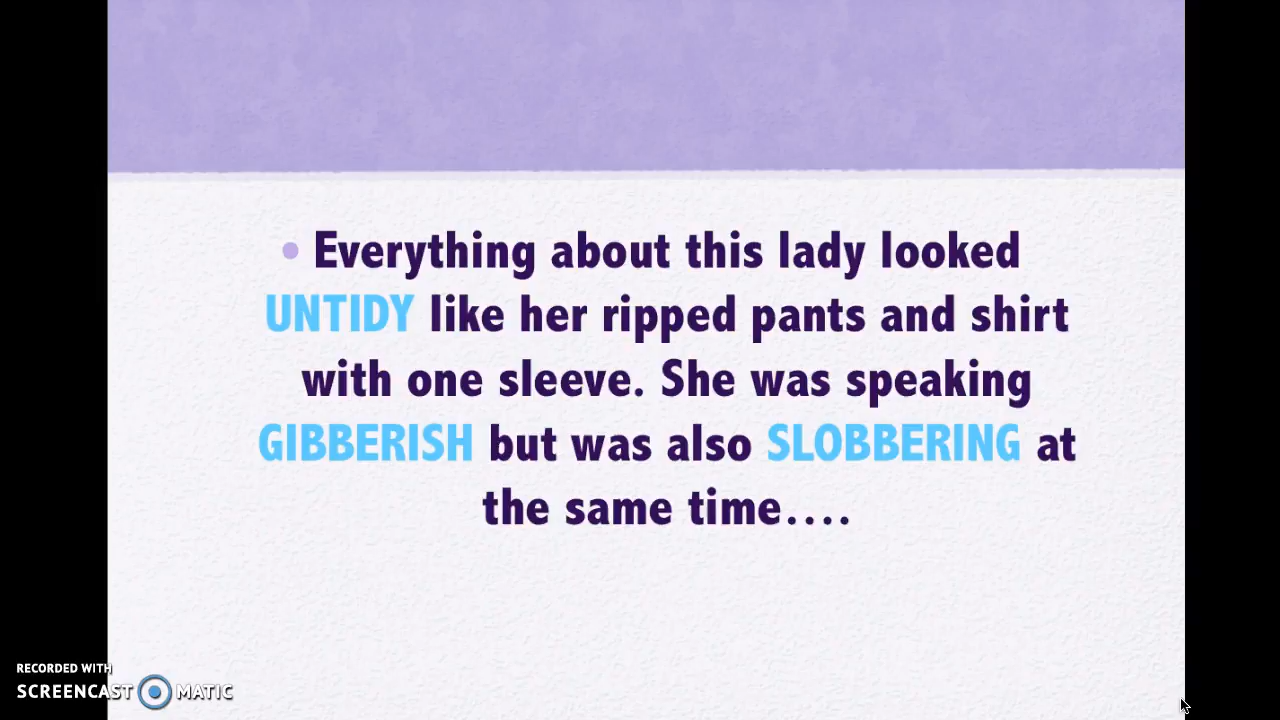 • Everything about this lady looked
UNTIDY like her ripped pants and shirt
with one sleeve. She was speaking
GIBBERISH but was also SLOBBERING at
the same time....
RECORDED WITH
SCREENCAST MATIC